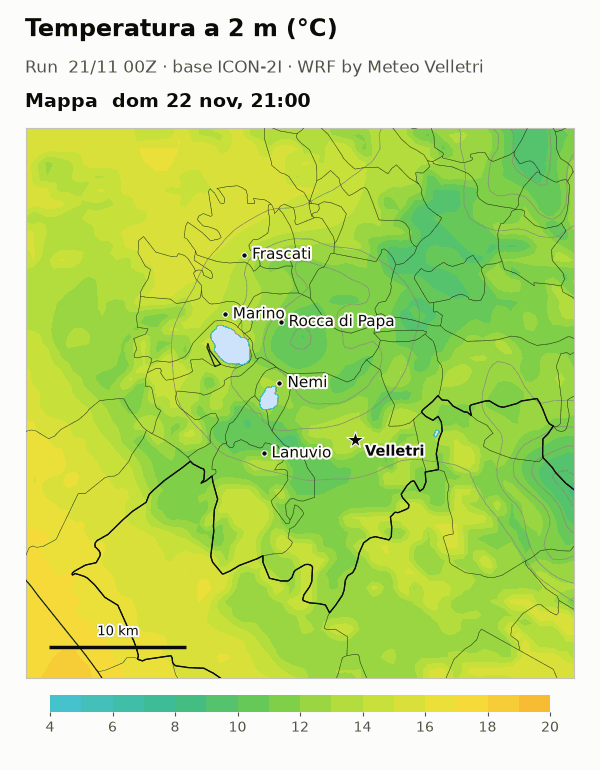 Temperatura a 2 m (°C)
Run  21/11 00Z · base ICON-2I · WRF by Meteo Velletri
Mappa  dom 22 nov, 21:00
Frascati
Marino
Rocca di Papa
Nemi
Velletri
Lanuvio
10 km
4 6 8 10 12 14 16 18 20